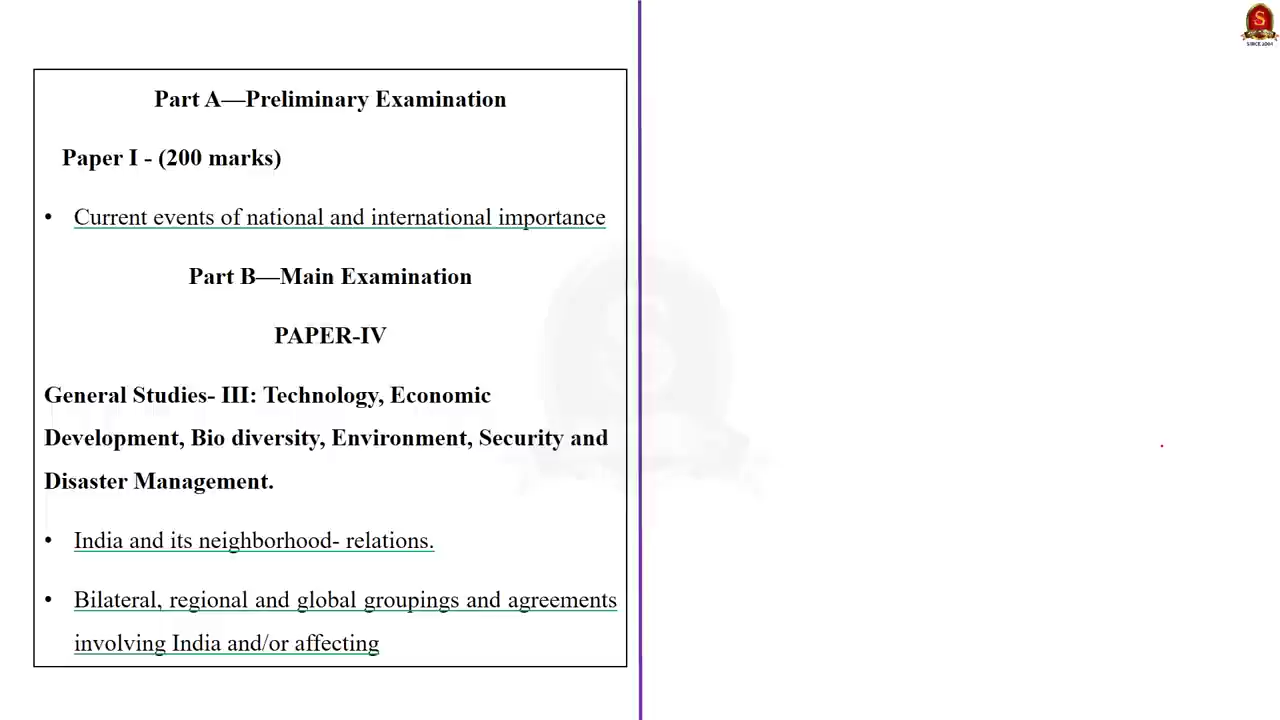 Part A—Preliminary Examination
Paper I - (200 marks)
• Current events of national and international importance
Part B—Main Examination
PAPER-IV
General Studies- III: Technology, Economic
Development, Bio diversity, Environment, Security and
Disaster Management.
• India and its neighborhood- relations.
• Bilateral, regional and global groupings and agreements
involving India and/or affecting
S
SINCE 2004